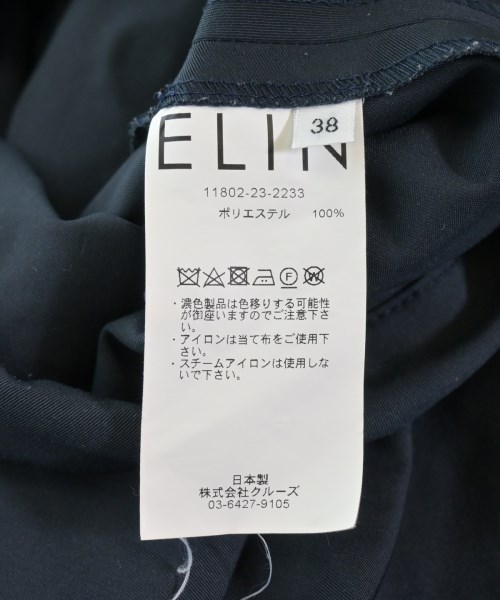 38
ELIN
11802-23-2233
ポリエステル 100%
・濃色製品は色移りする可能性
が御座いますのでご注意下さ
い。
・アイロンは当て布をご使用下
さい。
・スチームアイロンは使用しな
いで下さい。
日本製
株式会社クルーズ
03-6427-9105